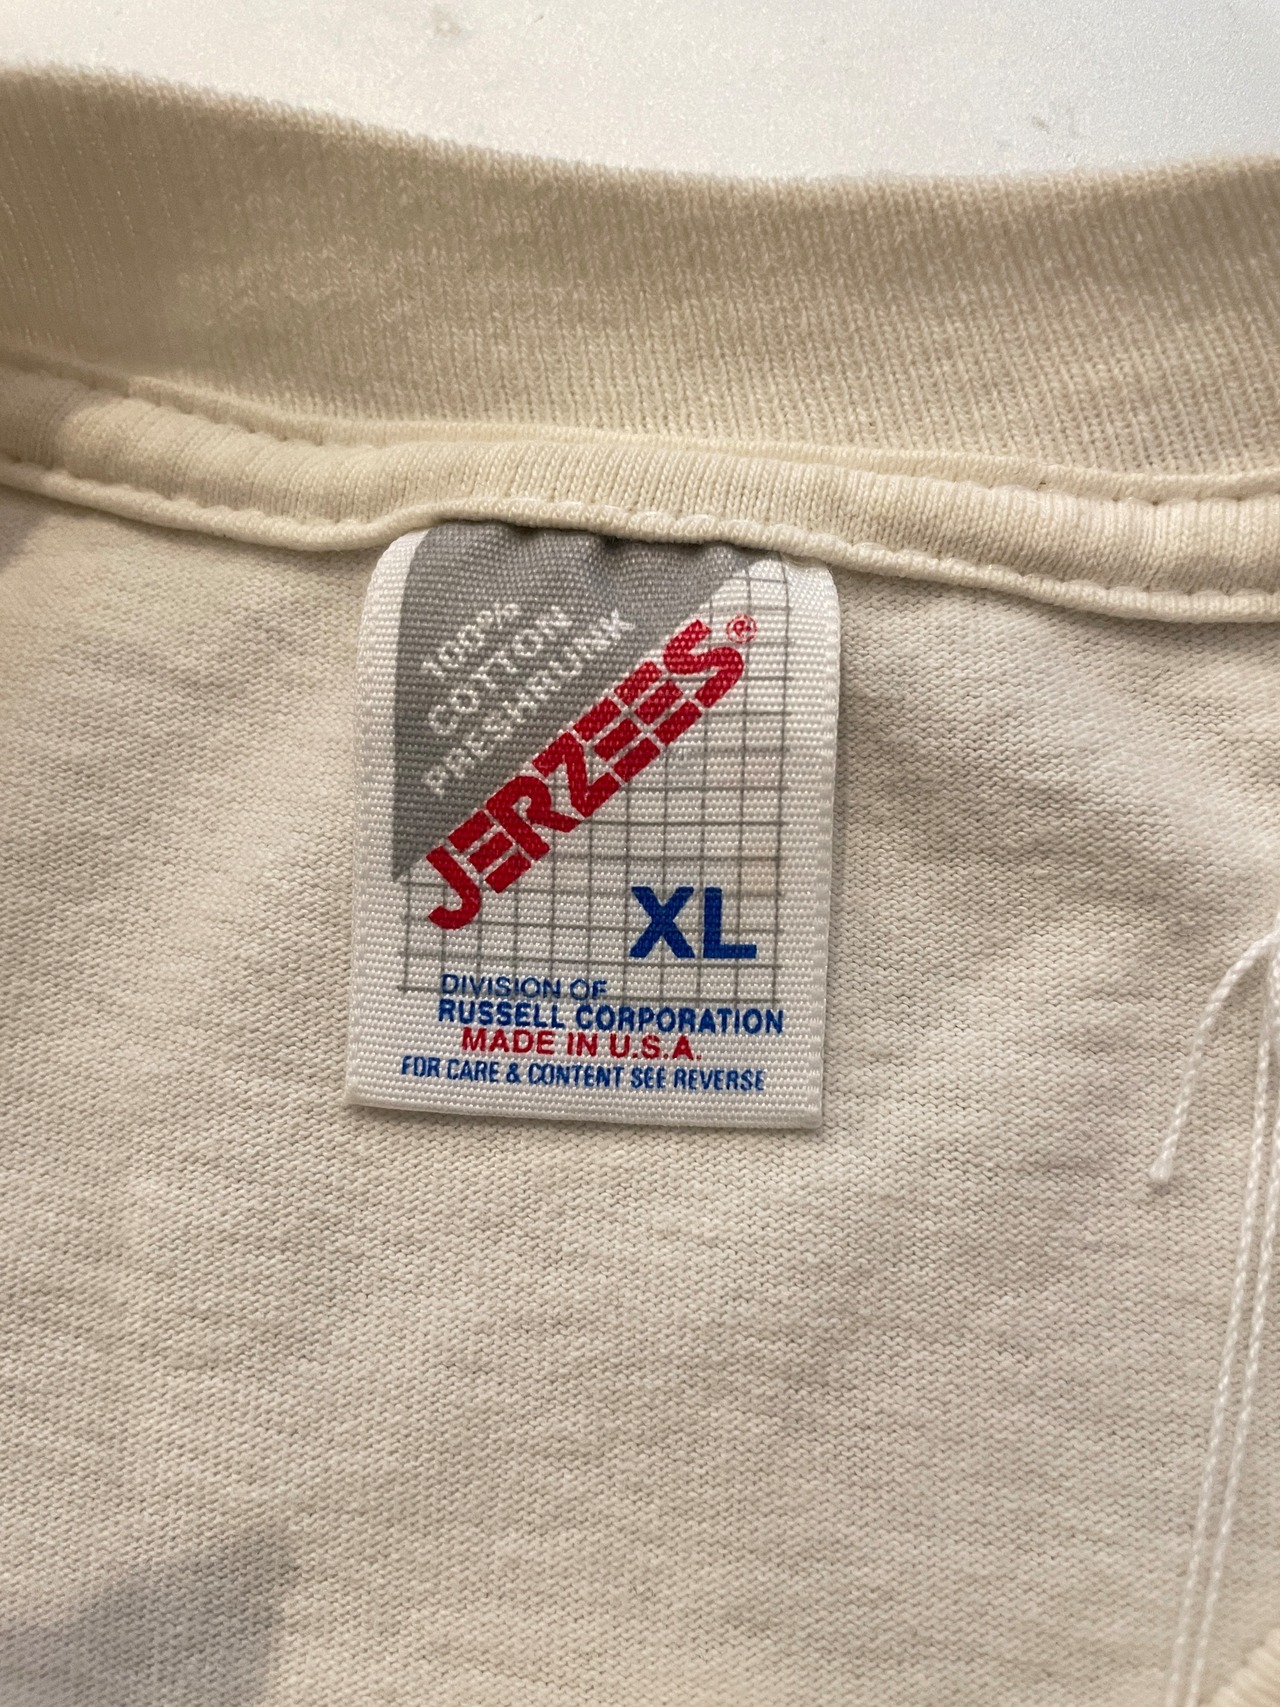 100%
COTTON
PRESHRUNK
JERZEES®
XL
DIVISION OF
RUSSELL CORPORATION
MADE IN U.S.A.
FOR CARE & CONTENT SEE REVERSE